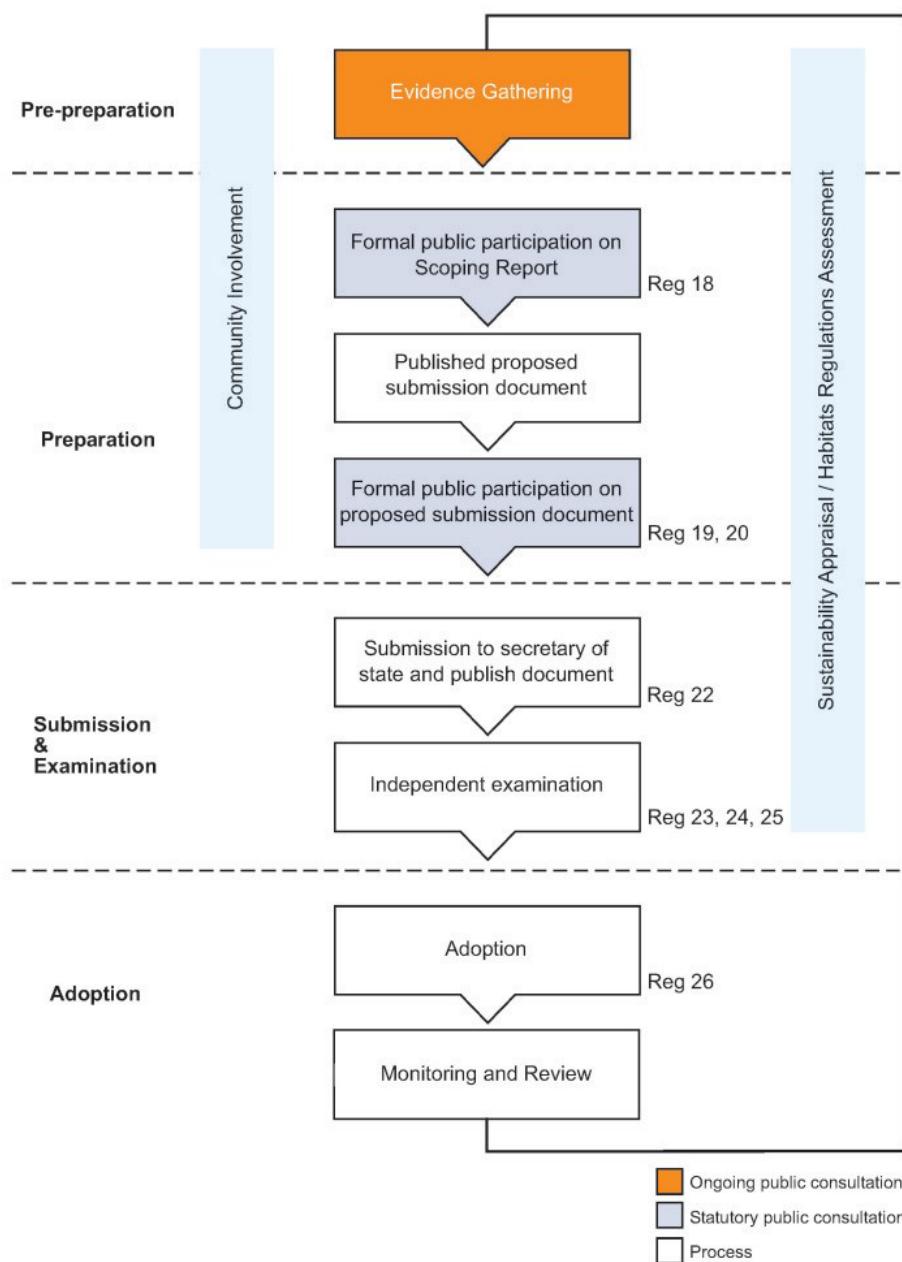 Pre-preparation
Evidence Gathering
Community Involvement
Sustainability Appraisal / Habitats Regulations Assessment
Preparation
Formal public participation on
Scoping Report
Reg 18
Published proposed
submission document
Formal public participation on
proposed submission document
Reg 19, 20
Submission
&
Examination
Submission to secretary of
state and publish document
Reg 22
Independent examination
Reg 23, 24, 25
Adoption
Adoption
Reg 26
Monitoring and Review
Ongoing public consultation
Statutory public consultation
Process